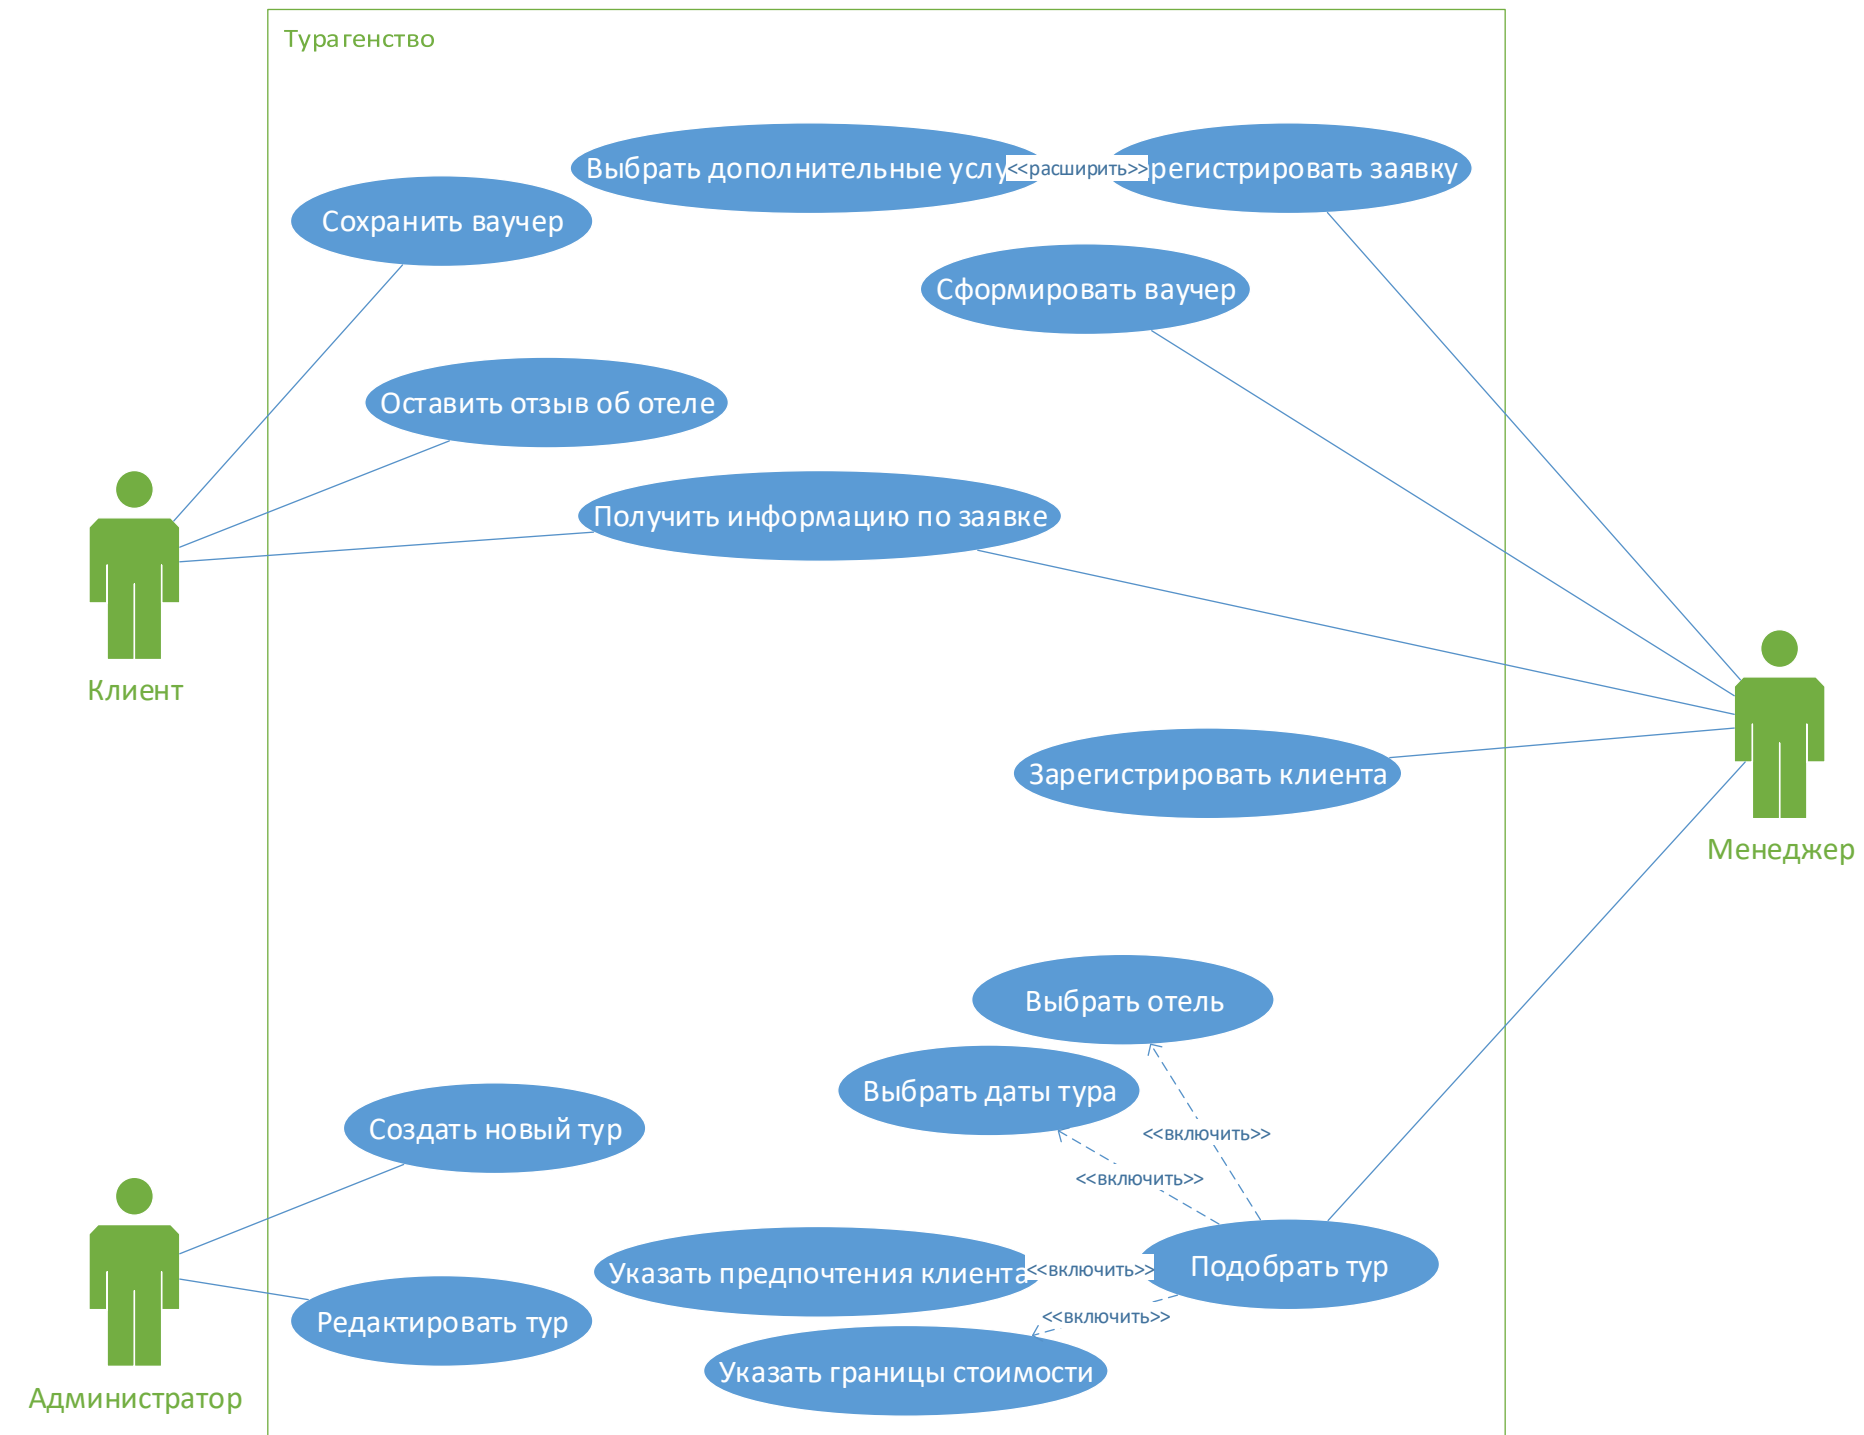 Турагенство
Выбрать дополнительные услу
<<расширить>>
регистрировать заявку
Сохранить ваучер
Сформировать ваучер
Оставить отзыв об отеле
Получить информацию по заявке
Клиент
Зарегистрировать клиента
Менеджер
Выбрать отель
Выбрать даты тура
Создать новый тур
<<включить>>
<<включить>>
Указать предпочтения клиента
<<включить>>
Подобрать тур
<<включить>>
Редактировать тур
Указать границы стоимости
Администратор